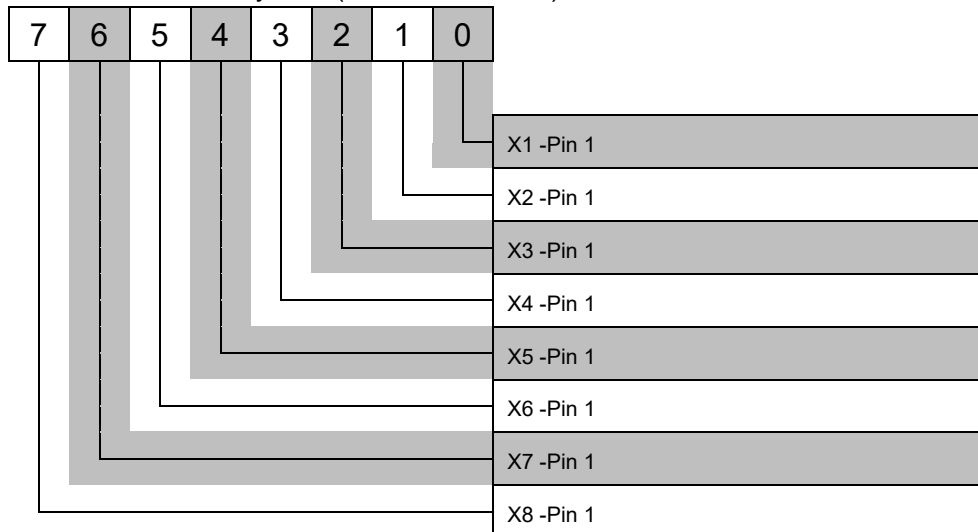 7 6 5 4 3 2 1 0
X1 -Pin 1
X2 -Pin 1
X3 -Pin 1
X4 -Pin 1
X5 -Pin 1
X6 -Pin 1
X7 -Pin 1
X8 -Pin 1